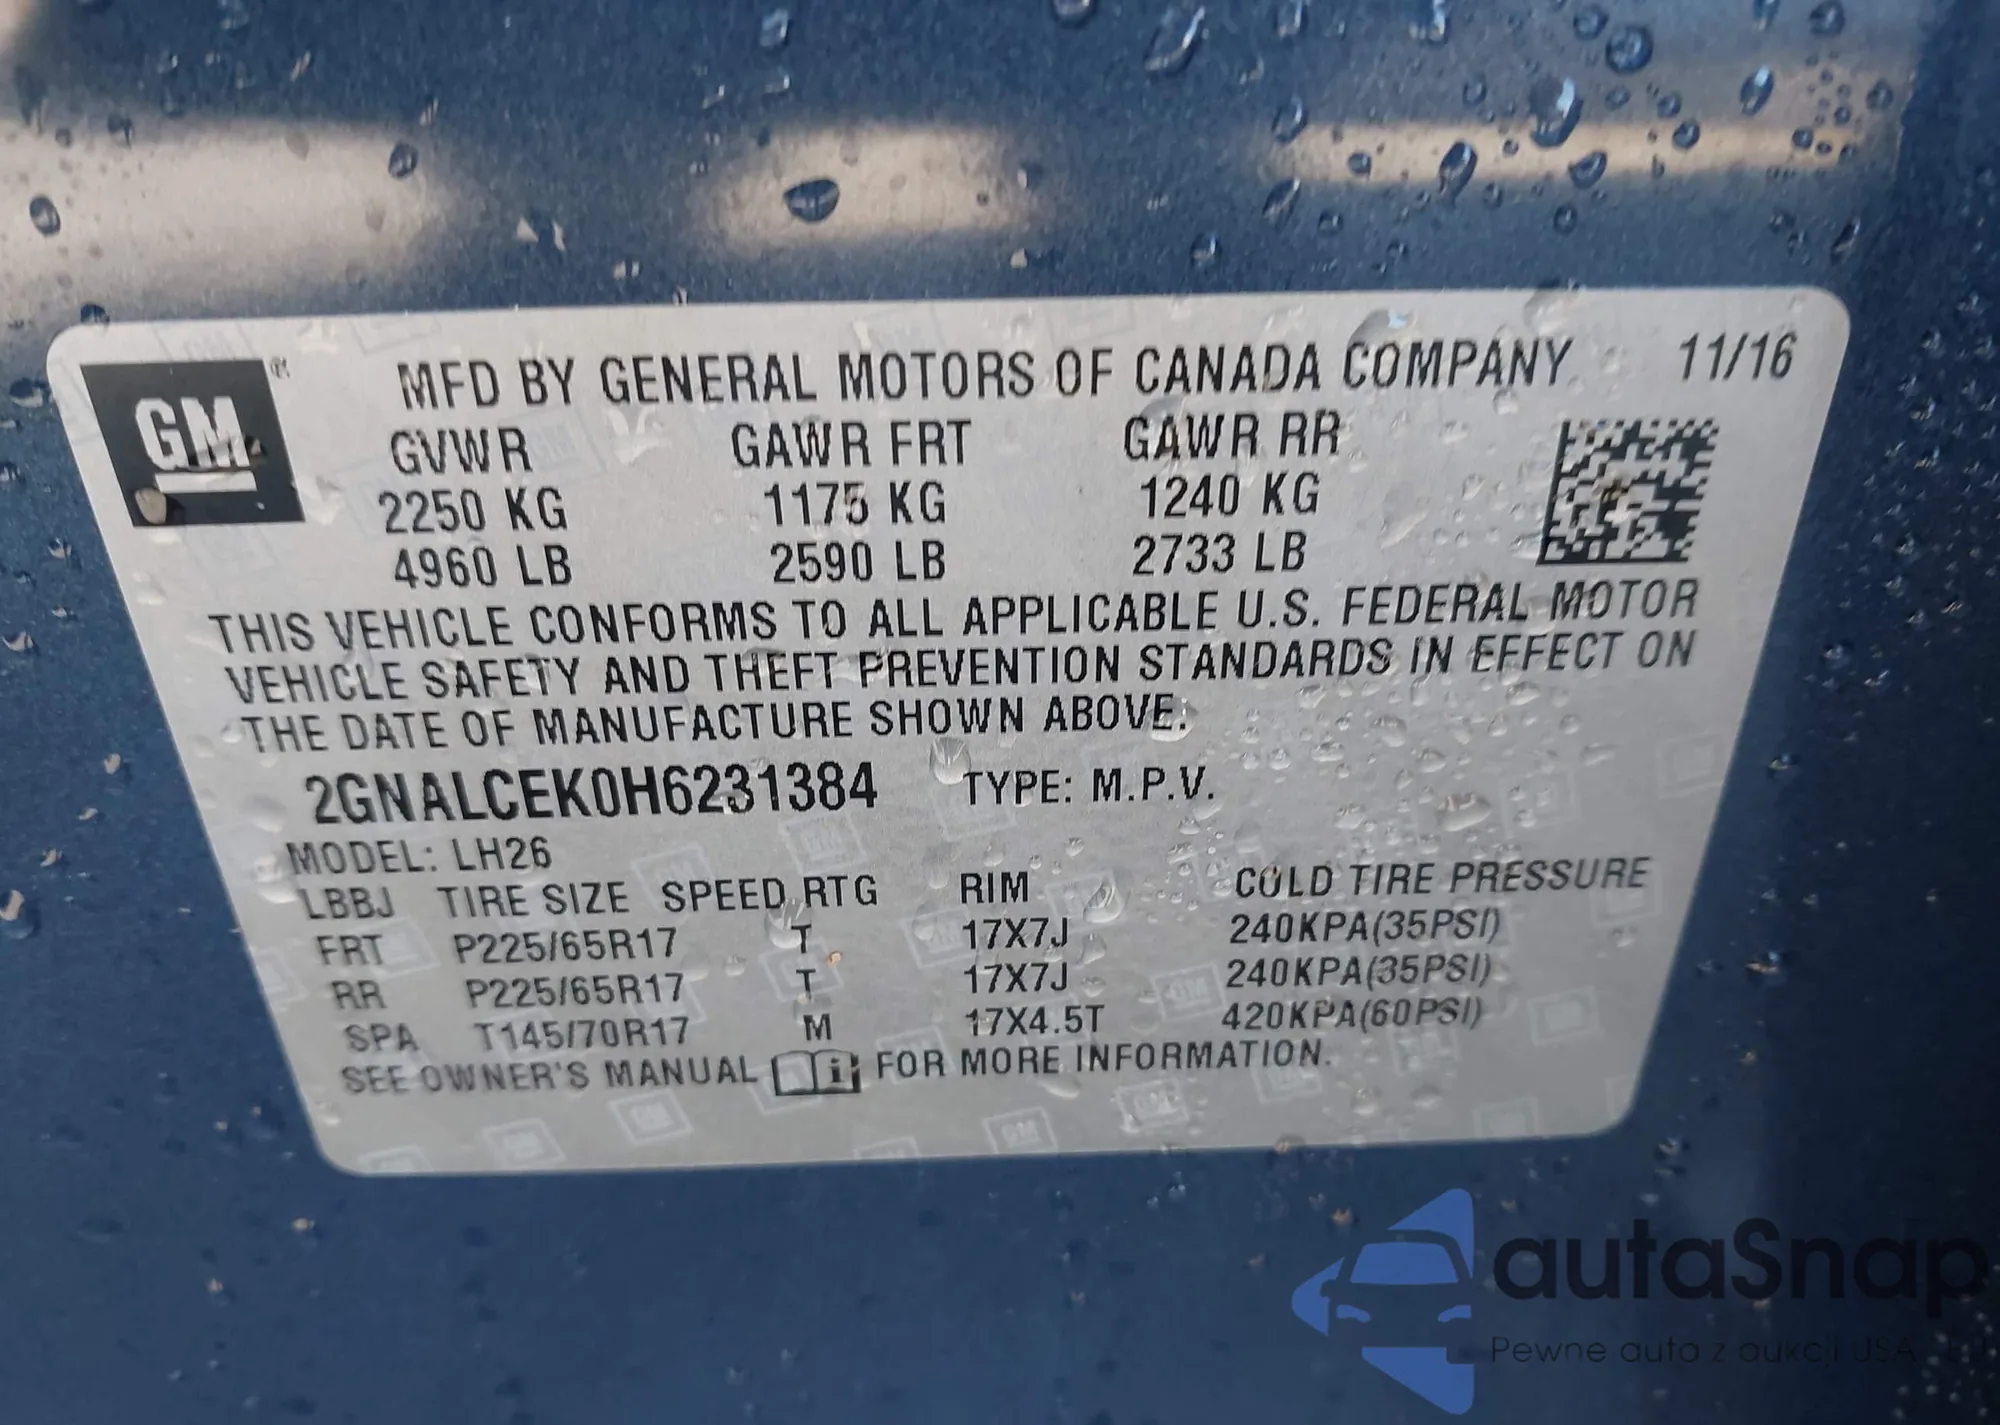 GM ®
MFD BY GENERAL MOTORS OF CANADA COMPANY 11/16
GVWR GAWR FRT GAWR RR
2250 KG 1175 KG 1240 KG
4960 LB 2590 LB 2733 LB
THIS VEHICLE CONFORMS TO ALL APPLICABLE U.S. FEDERAL MOTOR
VEHICLE SAFETY AND THEFT PREVENTION STANDARDS IN EFFECT ON
THE DATE OF MANUFACTURE SHOWN ABOVE.
2GNALCEK0H6231384 TYPE: M.P.V.
MODEL: LH26
LBBJ TIRE SIZE SPEED RTG RIM COLD TIRE PRESSURE
FRT P225/65R17 T 17X7J 240KPA(35PSI)
RR P225/65R17 T 17X7J 240KPA(35PSI)
SPA T145/70R17 M 17X4.5T 420KPA(60PSI)
SEE OWNER'S MANUAL i FOR MORE INFORMATION.
autaSnap
Pewne auta z aukcji USA